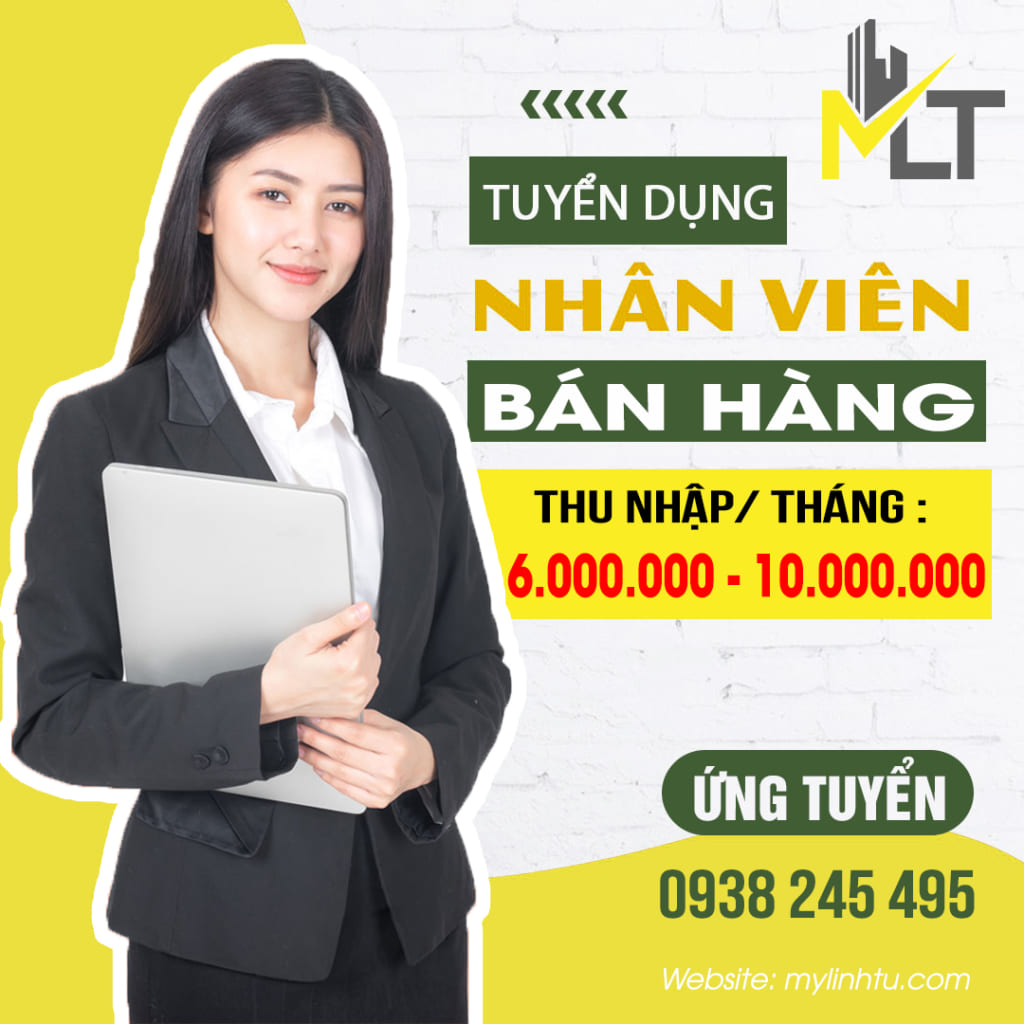 MLT
TUYỂN DỤNG
NHÂN VIÊN
BÁN HÀNG
THU NHẬP/ THÁNG :
6.000.000 - 10.000.000
ỨNG TUYỂN
0938 245 495
Website: mylinhtu.com